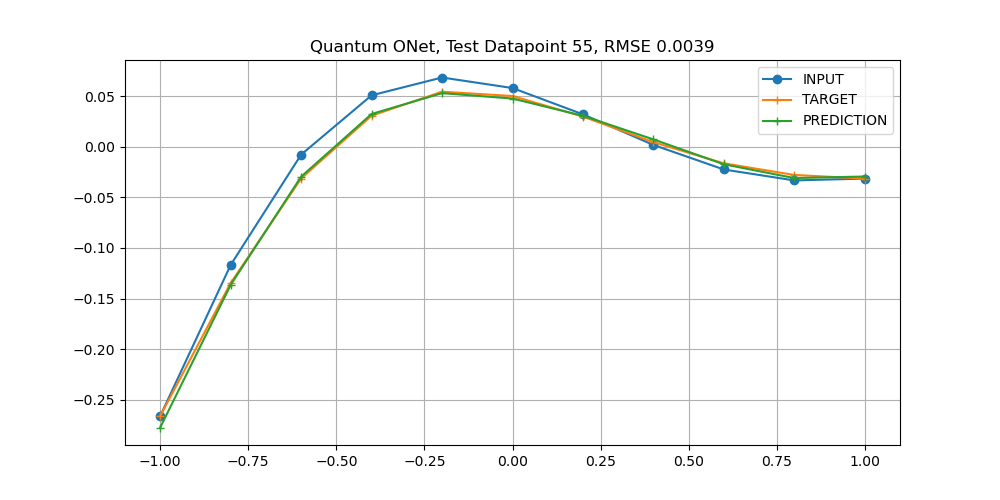 Quantum ONet, Test Datapoint 55, RMSE 0.0039
INPUT
TARGET
PREDICTION
0.05
0.00
−0.05
−0.10
−0.15
−0.20
−0.25
−1.00 −0.75 −0.50 −0.25 0.00 0.25 0.50 0.75 1.00